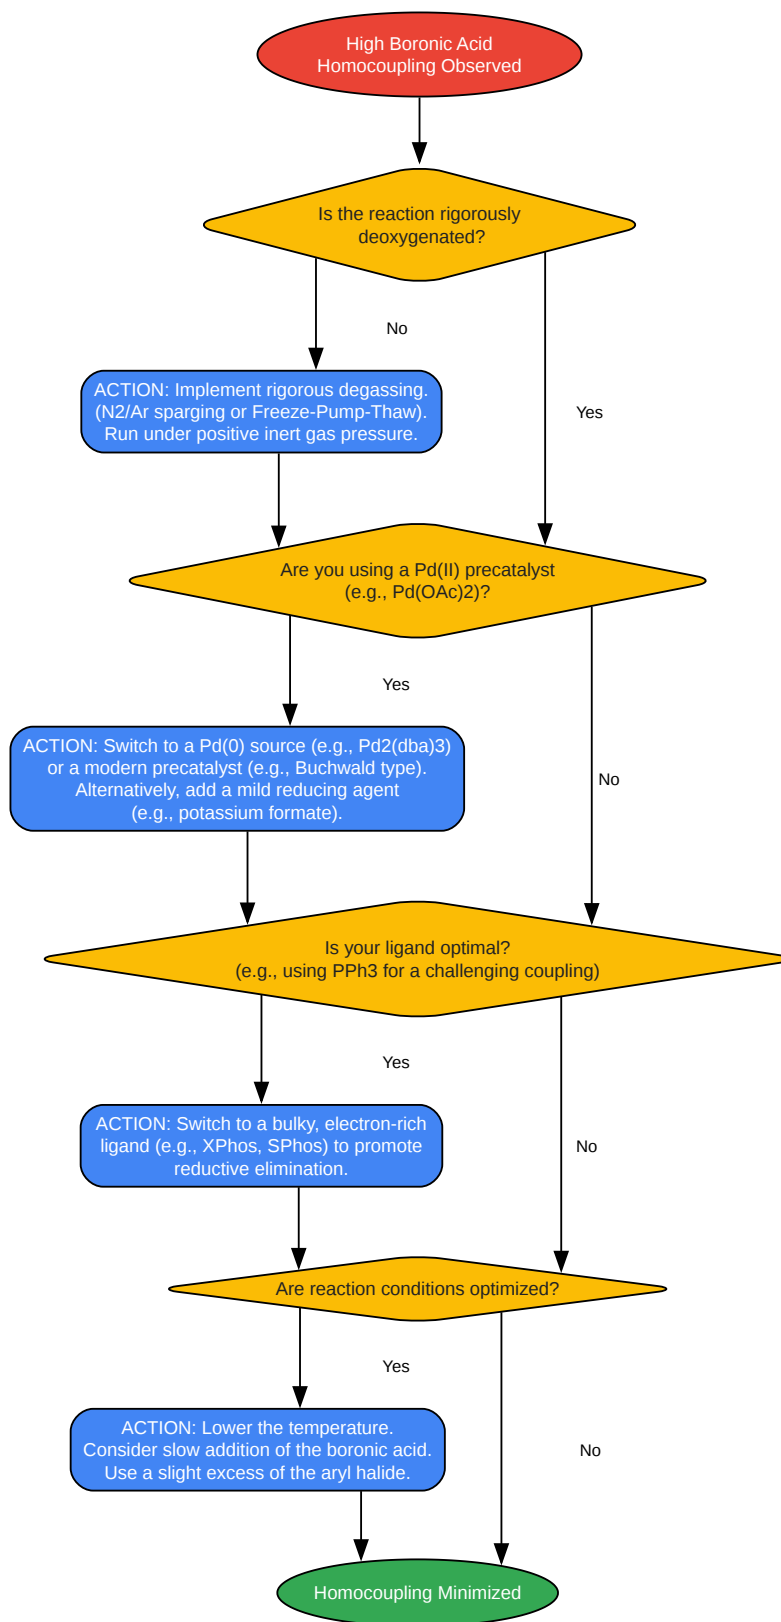 High Boronic Acid
Homocoupling Observed
Is the reaction rigorously
deoxygenated?
No
Yes
ACTION: Implement rigorous degassing.
(N2/Ar sparging or Freeze-Pump-Thaw).
Run under positive inert gas pressure.
Are you using a Pd(II) precatalyst
(e.g., Pd(OAc)2)?
Yes
No
ACTION: Switch to a Pd(0) source (e.g., Pd2(dba)3)
or a modern precatalyst (e.g., Buchwald type).
Alternatively, add a mild reducing agent
(e.g., potassium formate).
Is your ligand optimal?
(e.g., using PPh3 for a challenging coupling)
Yes
No
ACTION: Switch to a bulky, electron-rich
ligand (e.g., XPhos, SPhos) to promote
reductive elimination.
Are reaction conditions optimized?
Yes
No
ACTION: Lower the temperature.
Consider slow addition of the boronic acid.
Use a slight excess of the aryl halide.
Homocoupling Minimized